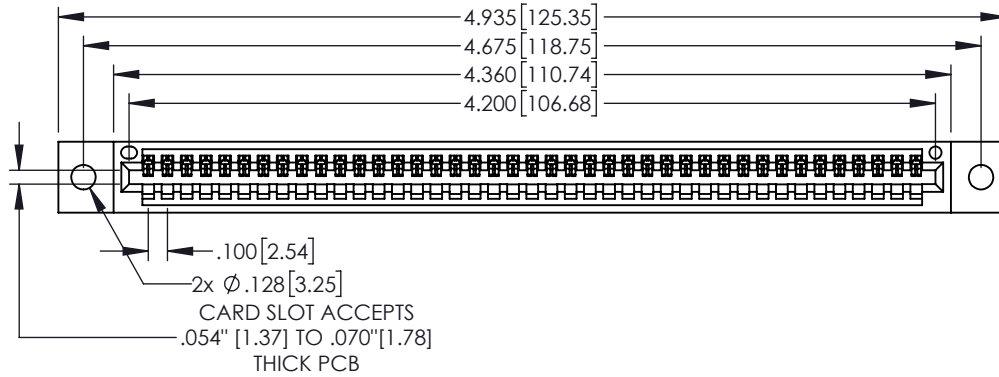 4.935[125.35]
4.675[118.75]
4.360[110.74]
4.200[106.68]
.100[2.54]
2x Ø.128[3.25]
CARD SLOT ACCEPTS
.054" [1.37] TO .070"[1.78]
THICK PCB